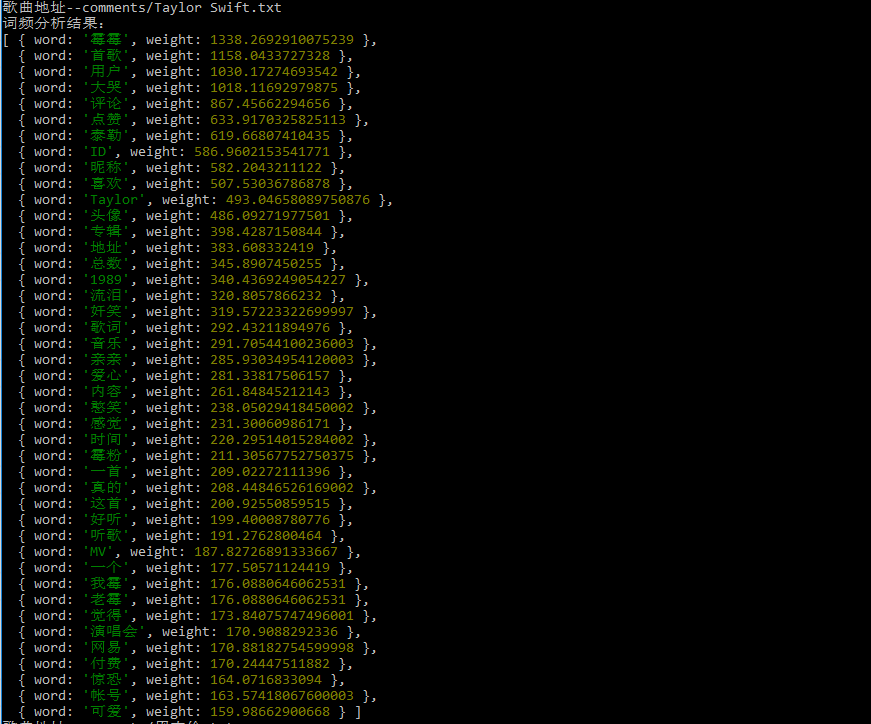 歌曲地址--comments/Taylor Swift.txt
词频分析结果:
[ { word: '霉霉', weight: 1338.2692910075239 },
{ word: '首歌', weight: 1158.0433727328 },
{ word: '用户', weight: 1030.17274693542 },
{ word: '大哭', weight: 1018.11692979875 },
{ word: '评论', weight: 867.45662294656 },
{ word: '点赞', weight: 633.9170325825113 },
{ word: '泰勒', weight: 619.66807410435 },
{ word: 'ID', weight: 586.9602153541771 },
{ word: '昵称', weight: 582.2043211122 },
{ word: '喜欢', weight: 507.53036786878 },
{ word: 'Taylor', weight: 493.04658089750876 },
{ word: '头像', weight: 486.09271977501 },
{ word: '专辑', weight: 398.4287150844 },
{ word: '地址', weight: 383.608332419 },
{ word: '总数', weight: 345.8907450255 },
{ word: '1989', weight: 340.4369249054227 },
{ word: '流泪', weight: 320.8057866232 },
{ word: '奸笑', weight: 319.57223322699997 },
{ word: '歌词', weight: 292.43211894976 },
{ word: '音乐', weight: 291.70544100236003 },
{ word: '亲亲', weight: 285.93034954120003 },
{ word: '爱心', weight: 281.33817506157 },
{ word: '内容', weight: 261.84845212143 },
{ word: '憨笑', weight: 238.05029418450002 },
{ word: '感觉', weight: 231.30060986171 },
{ word: '时间', weight: 220.29514015284002 },
{ word: '霉粉', weight: 211.30567752750375 },
{ word: '一首', weight: 209.02272111396 },
{ word: '真的', weight: 208.44846526169002 },
{ word: '这首', weight: 200.92550859515 },
{ word: '好听', weight: 199.40008780776 },
{ word: '听歌', weight: 191.2762800464 },
{ word: 'MV', weight: 187.82726891333667 },
{ word: '一个', weight: 177.50571124419 },
{ word: '我霉', weight: 176.0880646062531 },
{ word: '老霉', weight: 176.0880646062531 },
{ word: '觉得', weight: 173.84075747496001 },
{ word: '演唱会', weight: 170.9088292336 },
{ word: '网易', weight: 170.88182754599998 },
{ word: '付费', weight: 170.24447511882 },
{ word: '惊恐', weight: 164.0716833094 },
{ word: '帐号', weight: 163.57418067600003 },
{ word: '可爱', weight: 159.98662900668 } ]